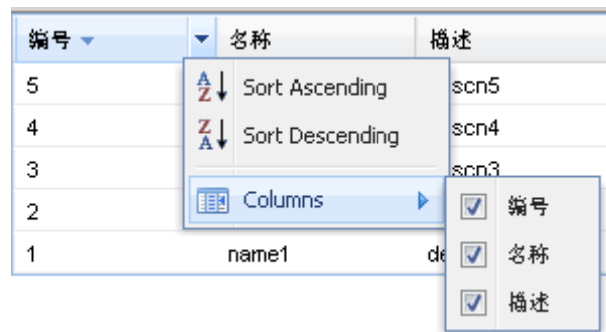 编号 名称 描述
5 scn5
Sort Ascending
4 scn4
Sort Descending
3 scn3
2 Columns
编号
1 name1 de
名称
描述